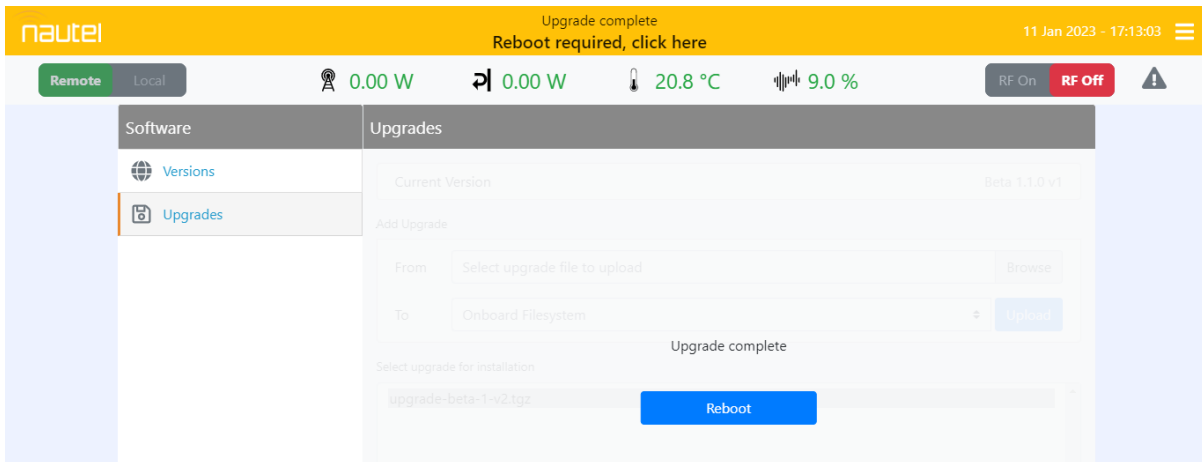 nautel
Upgrade complete
Reboot required, click here
11 Jan 2023 - 17:13:03
Remote Local
0.00 W
0.00 W
20.8 °C
9.0 %
RF On RF Off
Software
Versions
Upgrades
Upgrades
Current Version Beta 1.1.0 v1
Add Upgrade
From Select upgrade file to upload Browse
To Onboard Filesystem Upload
Upgrade complete
Select upgrade for installation
upgrade-beta-1-v2.tgz
Reboot